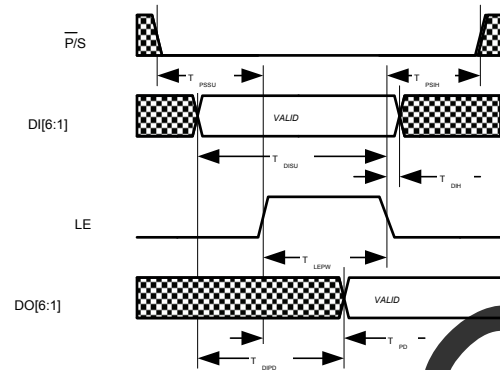 P/S
T PSSU
T PSIH
DI[6:1]
VALID
T DISU
T DIH
LE
T LEPW
DO[6:1]
VALID
T PD
T DIPD